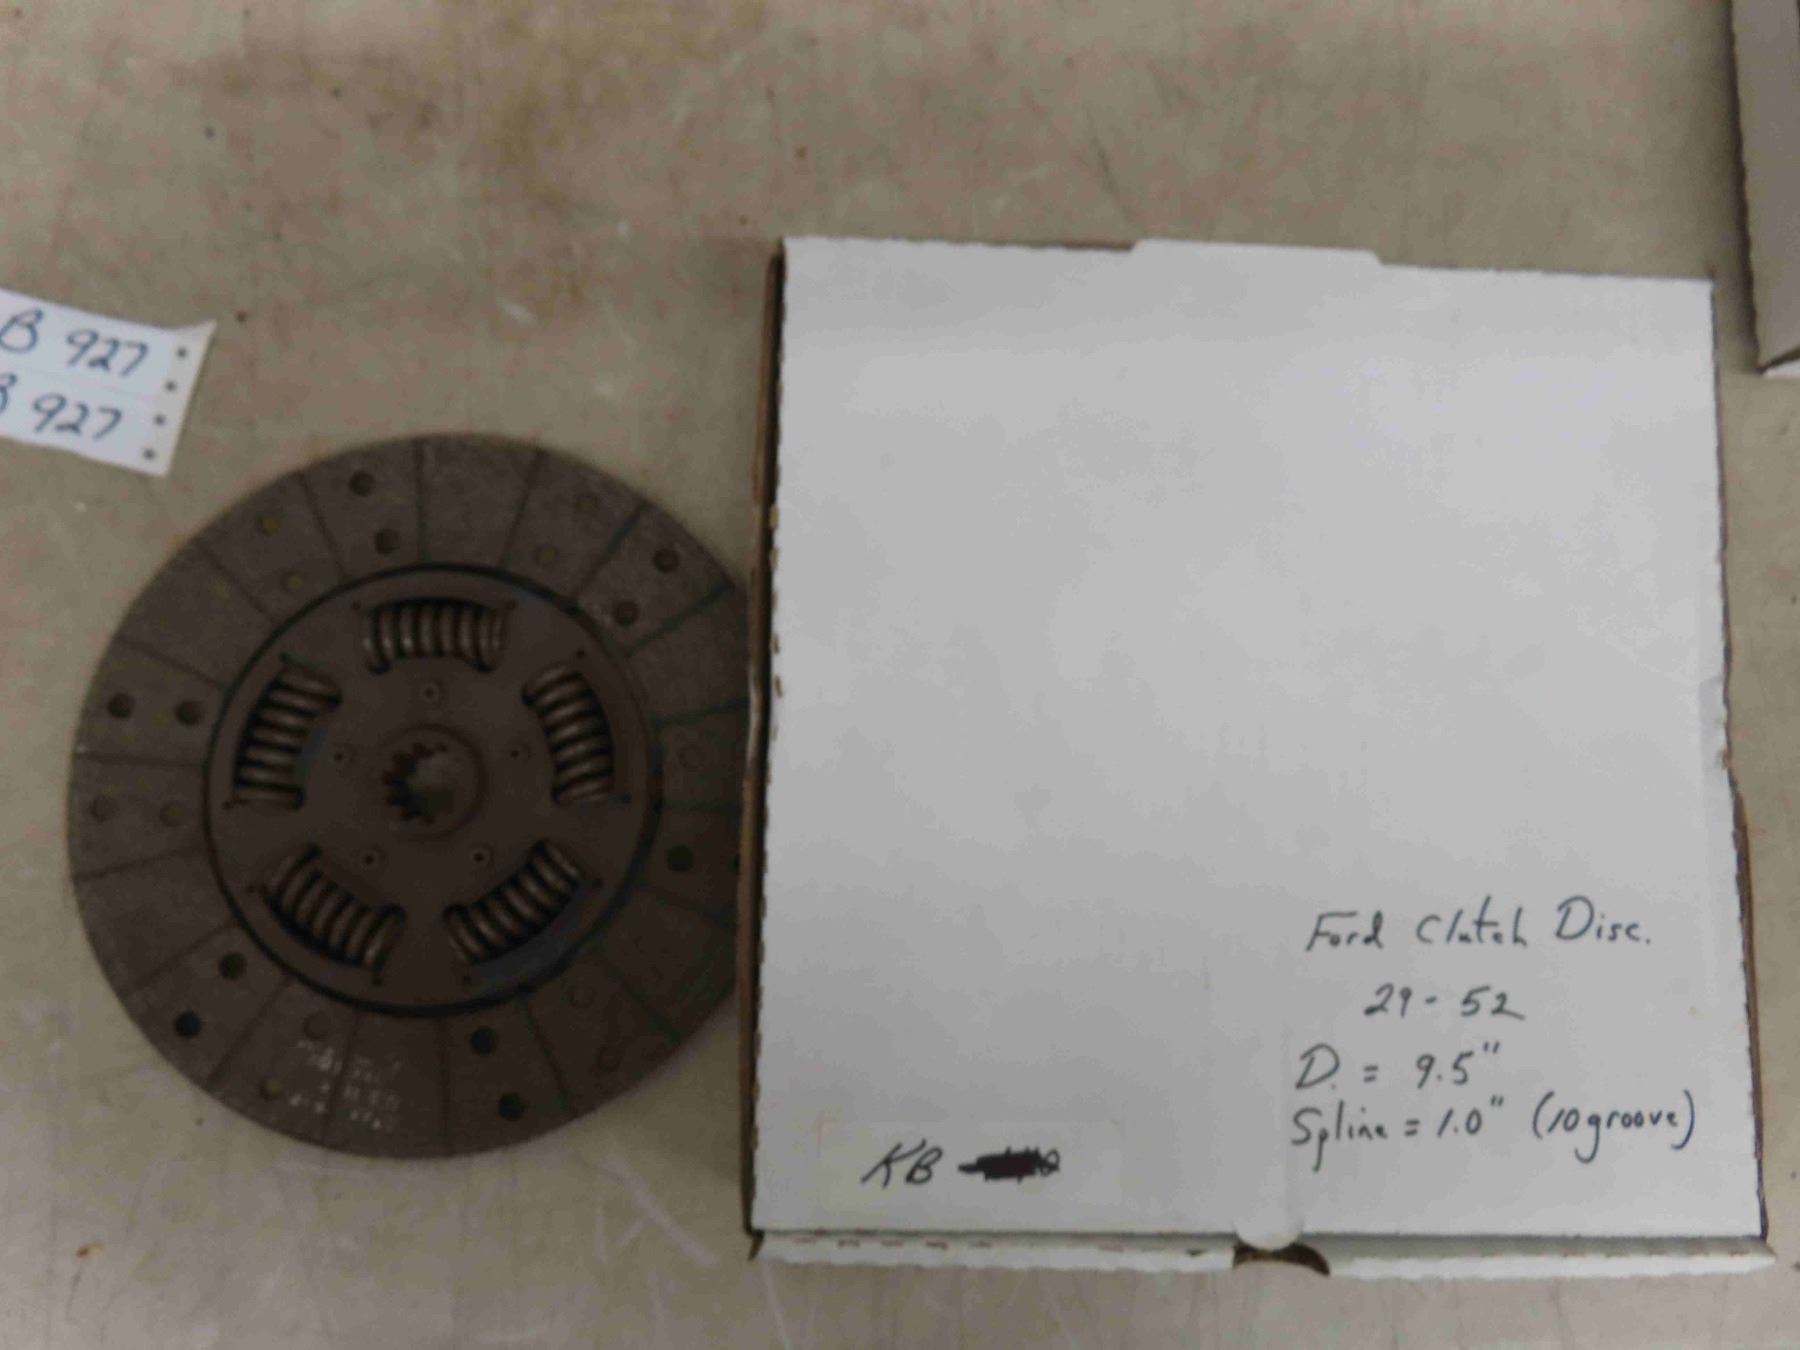 B 927
B 927
Ford Clutch Disc.
29 - 52
D. = 9.5"
Spline = 1.0" (10 groove)
KB